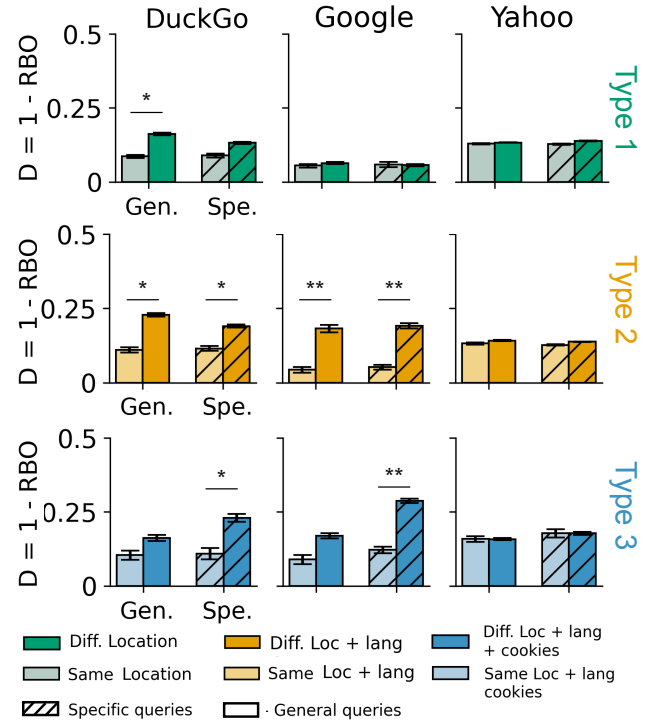 DuckGo Google Yahoo
D = 1 - RBO
0.5
0.25
0
*
Gen. Spe.
Type 1
D = 1 - RBO
0.5
0.25
0
* * ** **
Gen. Spe.
Type 2
D = 1 - RBO
0.5
0.25
0
* **
Gen. Spe.
Type 3
Diff. Location
Diff. Loc + lang
Diff. Loc + lang
+ cookies
Same Location
Same Loc + lang
Same Loc + lang
cookies
Specific queries
· General queries